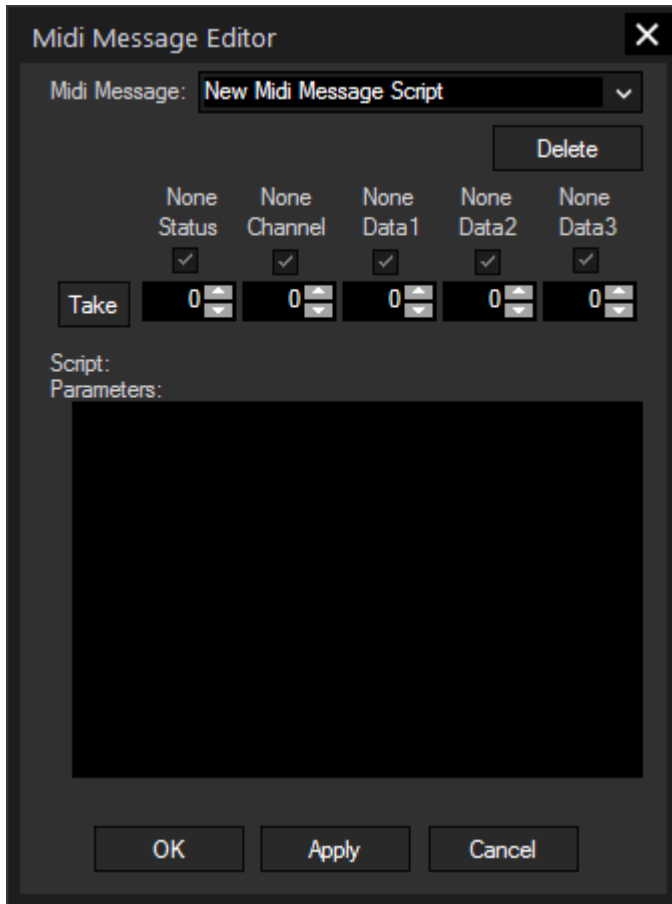 Midi Message Editor
Midi Message: New Midi Message Script
Delete
None None None None None
Status Channel Data1 Data2 Data3
Take 0 0 0 0 0
Script:
Parameters:
OK Apply Cancel